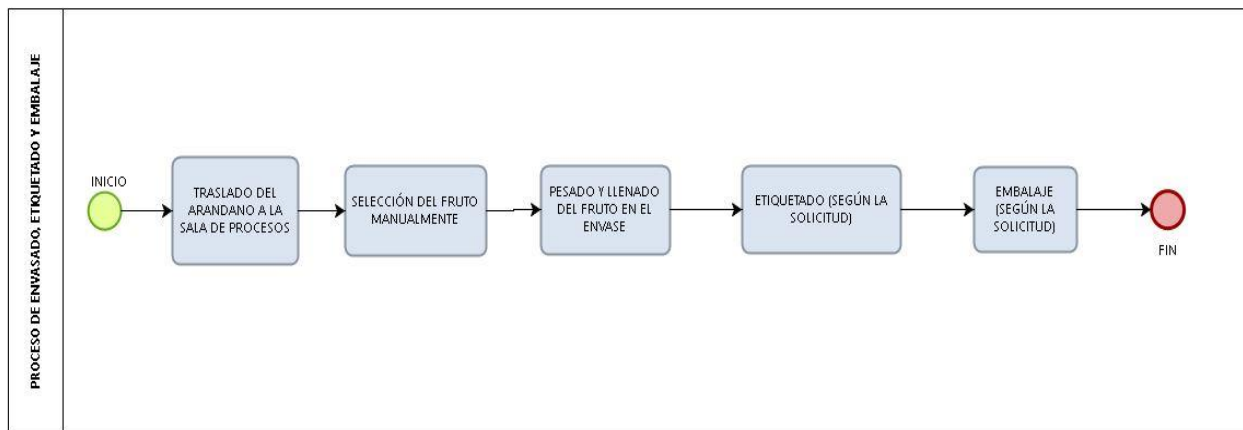 PROCESO DE ENVASADO, ETIQUETADO Y EMBALAJE
INICIO
TRASLADO DEL
ARANDANO A LA
SALA DE PROCESOS
SELECCIÓN DEL FRUTO
MANUALMENTE
PESADO Y LLENADO
DEL FRUTO EN EL
ENVASE
ETIQUETADO (SEGÚN LA
SOLICITUD)
EMBALAJE
(SEGÚN LA
SOLICITUD)
FIN